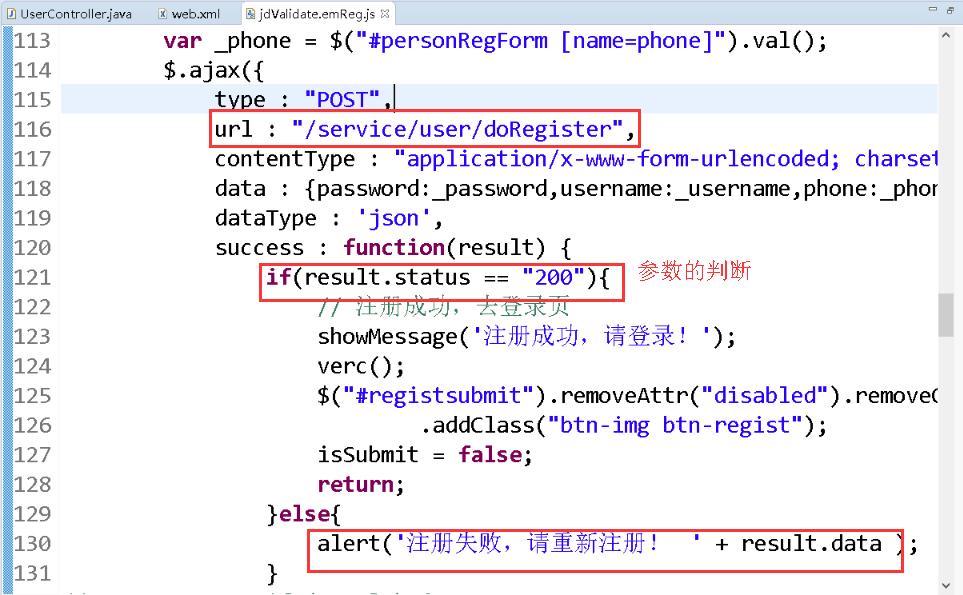 UserController.java web.xml jdValidate.emReg.js
113 var _phone = $("#personRegForm [name=phone]").val();
114 $.ajax({
115 type : "POST",
116 url : "/service/user/doRegister",
117 contentType : "application/x-www-form-urlencoded; charset
118 data : {password:_password,username:_username,phone:_phon
119 dataType : 'json',
120 success : function(result) {
121 if(result.status == "200"){ 参数的判断
122 // 注册成功，去登录页
123 showMessage('注册成功，请登录！');
124 verc();
125 $("#registsubmit").removeAttr("disabled").removeC
126 .addClass("btn-img btn-regist");
127 isSubmit = false;
128 return;
129 }else{
130 alert('注册失败，请重新注册！ ' + result.data );
131 }